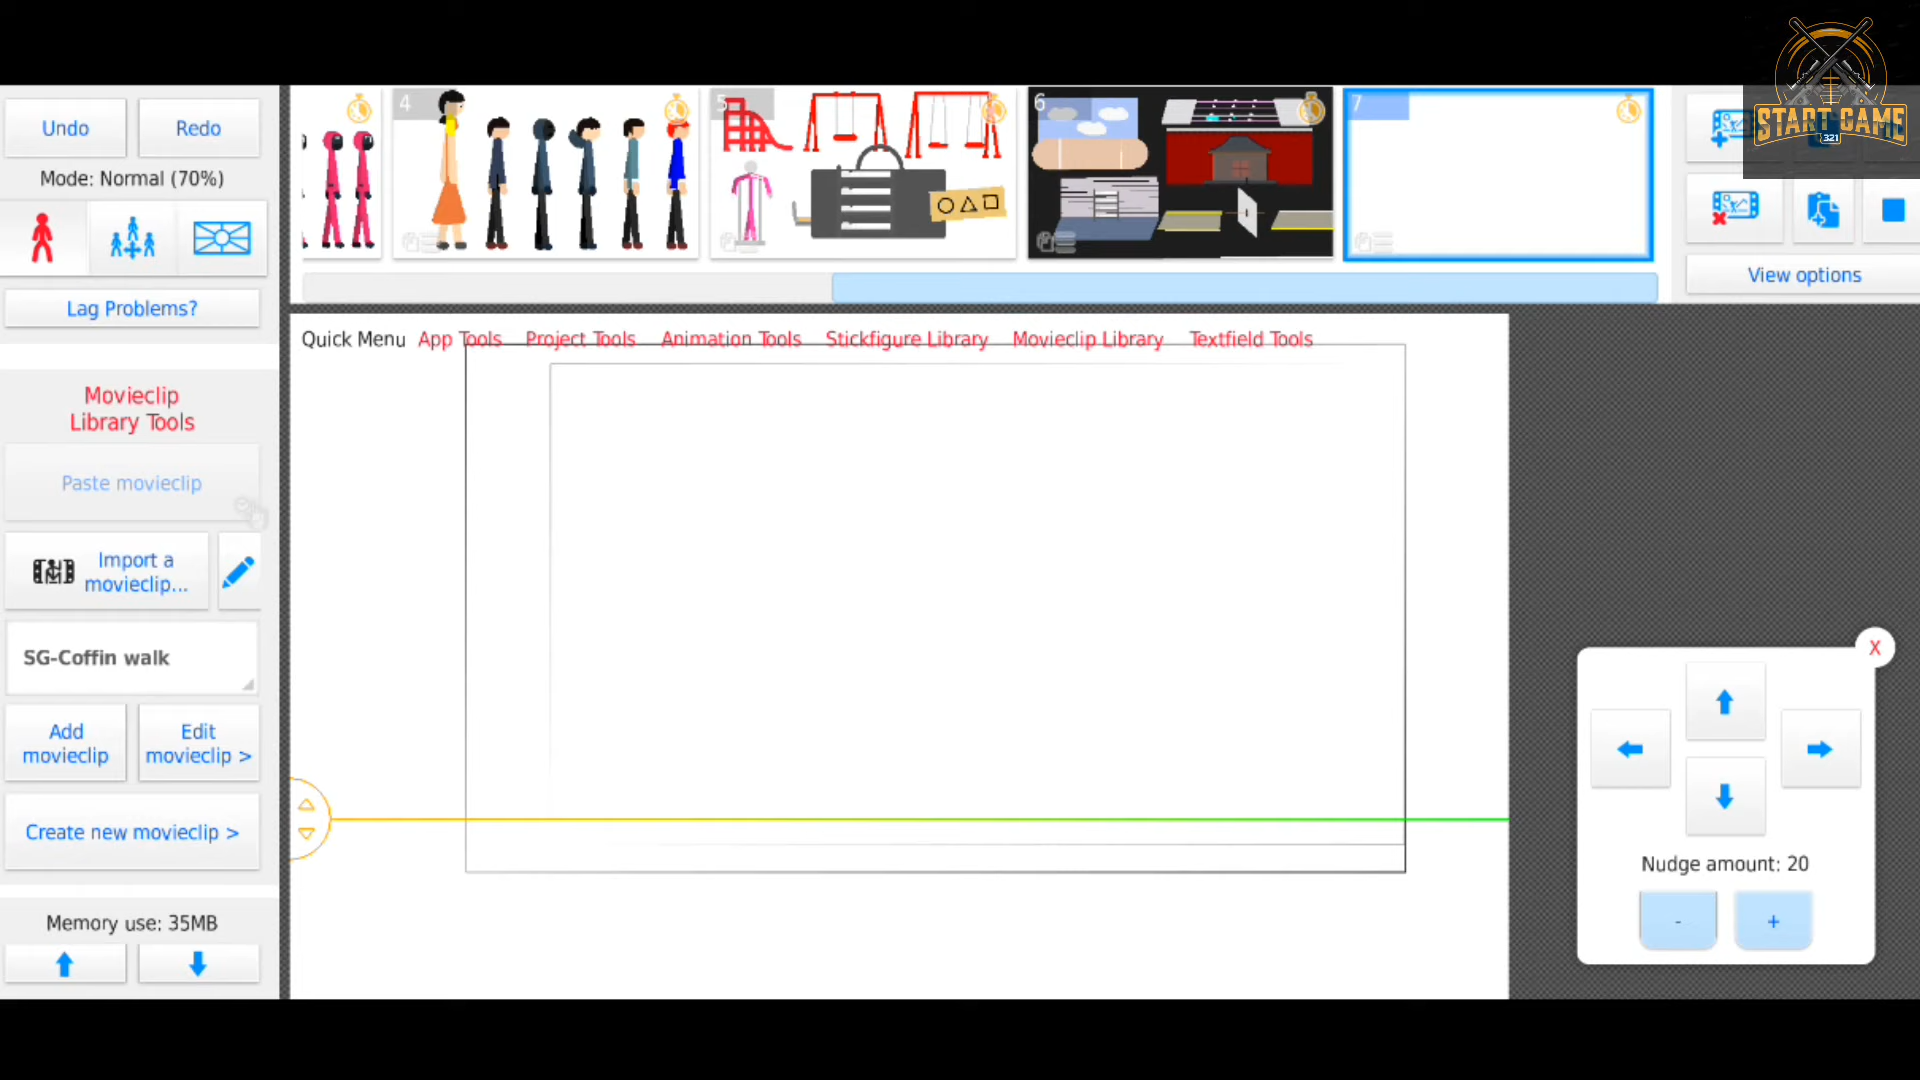 START GAME
321
Undo
Redo
Mode: Normal (70%)
Lag Problems?
4
5
6
7
View options
Quick Menu
App Tools
Project Tools
Animation Tools
Stickfigure Library
Movieclip Library
Textfield Tools
Movieclip
Library Tools
Paste movieclip
Import a
movieclip...
SG-Coffin walk
Add
movieclip
Edit
movieclip >
Create new movieclip >
Memory use: 35MB
X
Nudge amount: 20
-
+